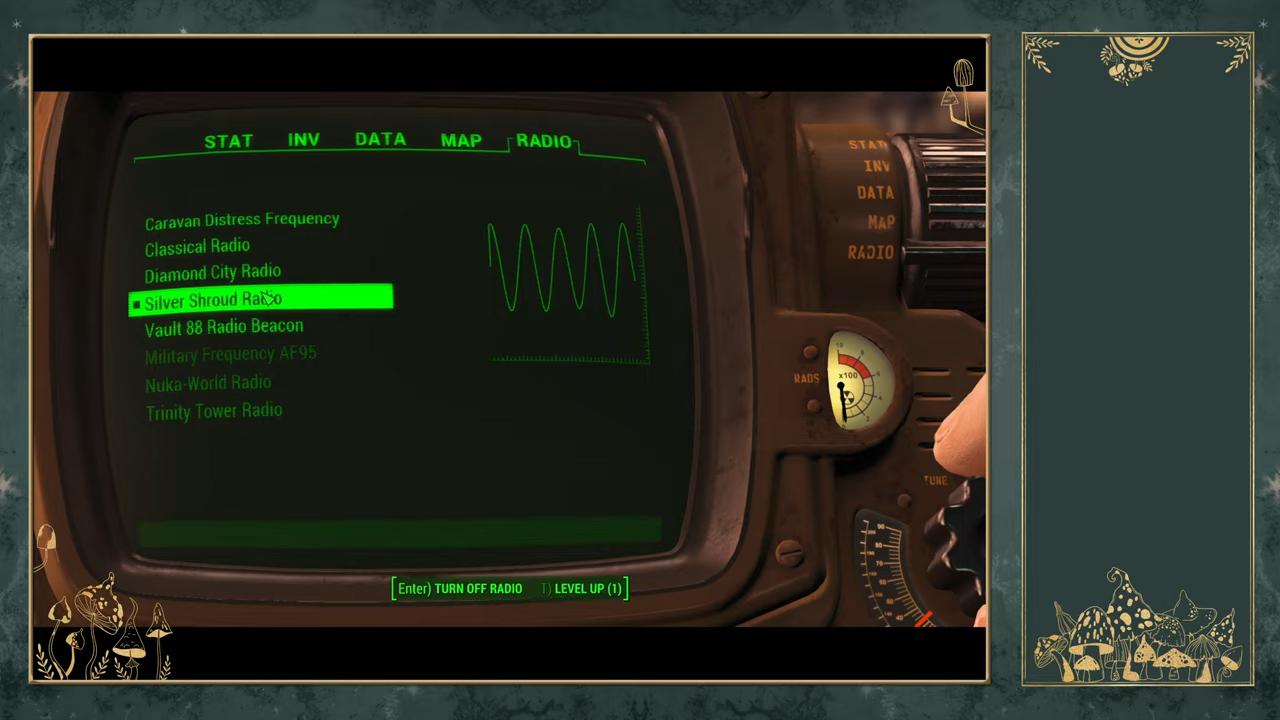 STAT INV DATA MAP RADIO
Caravan Distress Frequency
Classical Radio
Diamond City Radio
Silver Shroud Radio
Vault 88 Radio Beacon
Military Frequency AF95
Nuka-World Radio
Trinity Tower Radio
[Enter) TURN OFF RADIO T) LEVEL UP (1)]
STAT
INV
DATA
MAP
RADIO
RADS
x100
TUNE